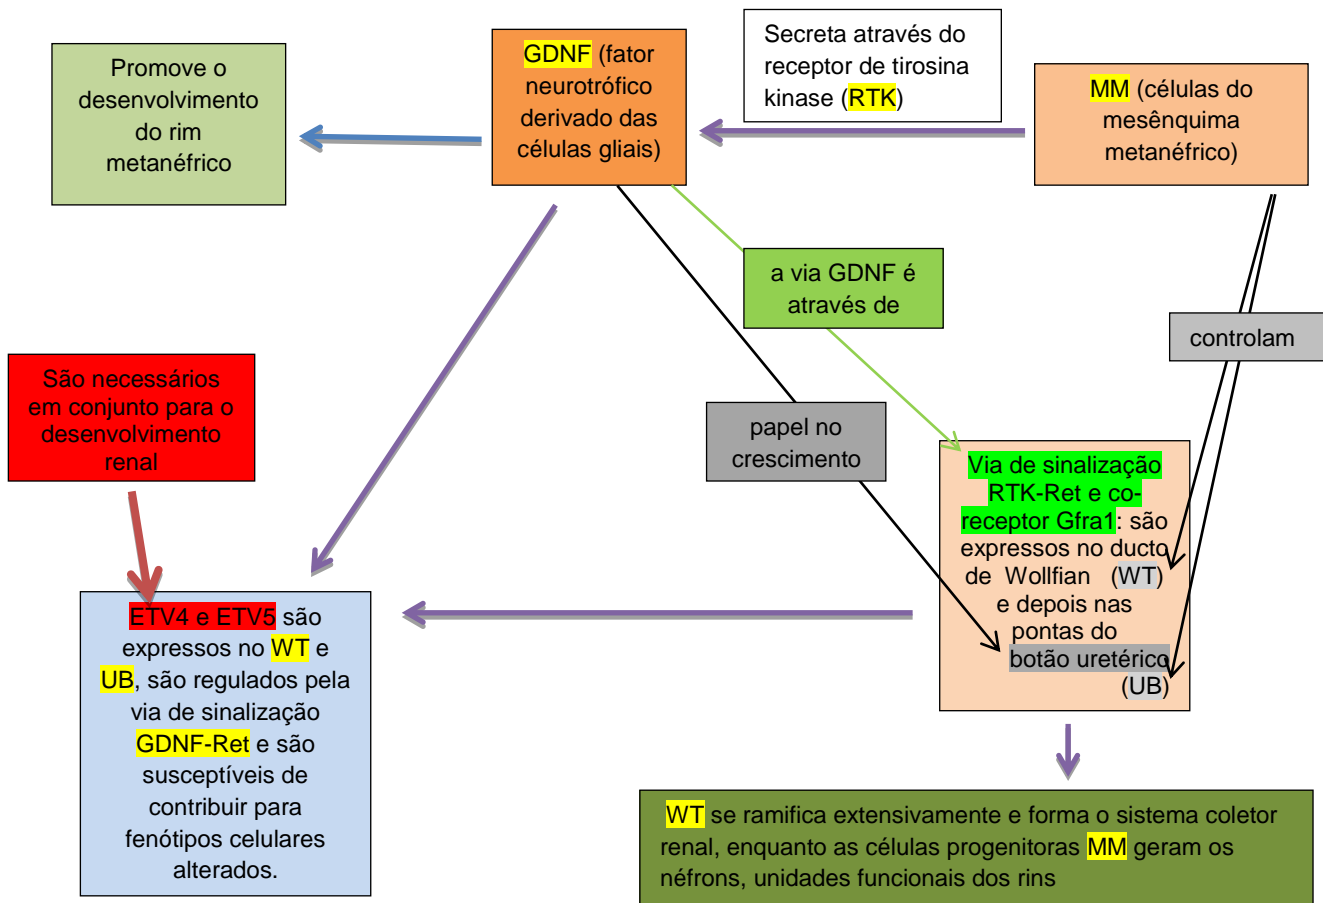 Promove o
desenvolvimento
do rim
metanéfrico
GDNF (fator
neurotrófico
derivado das
células gliais)
Secreta através do
receptor de tirosina
kinase (RTK)
MM (células do
mesênquima
metanéfrico)
a via GDNF é
através de
controlam
São necessários
em conjunto para o
desenvolvimento
renal
papel no
crescimento
Via de sinalização
RTK-Ret e co-
receptor Gfra1: são
expressos no ducto
de Wollfian (WT)
e depois nas
pontas do
botão uretérico
(UB)
ETV4 e ETV5 são
expressos no WT e
UB, são regulados pela
via de sinalização
GDNF-Ret e são
susceptíveis de
contribuir para
fenótipos celulares
alterados.
WT se ramifica extensivamente e forma o sistema coletor
renal, enquanto as células progenitoras MM geram os
néfrons, unidades funcionais dos rins